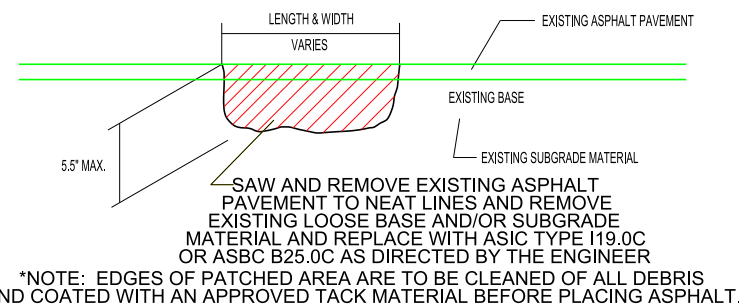 LENGTH & WIDTH
VARIES
EXISTING ASPHALT PAVEMENT
EXISTING BASE
EXISTING SUBGRADE MATERIAL
5.5" MAX.
SAW AND REMOVE EXISTING ASPHALT
PAVEMENT TO NEAT LINES AND REMOVE
EXISTING LOOSE BASE AND/OR SUBGRADE
MATERIAL AND REPLACE WITH ASIC TYPE I19.0C
OR ASBC B25.0C AS DIRECTED BY THE ENGINEER
*NOTE: EDGES OF PATCHED AREA ARE TO BE CLEANED OF ALL DEBRIS
ND COATED WITH AN APPROVED TACK MATERIAL BEFORE PLACING ASPHALT.